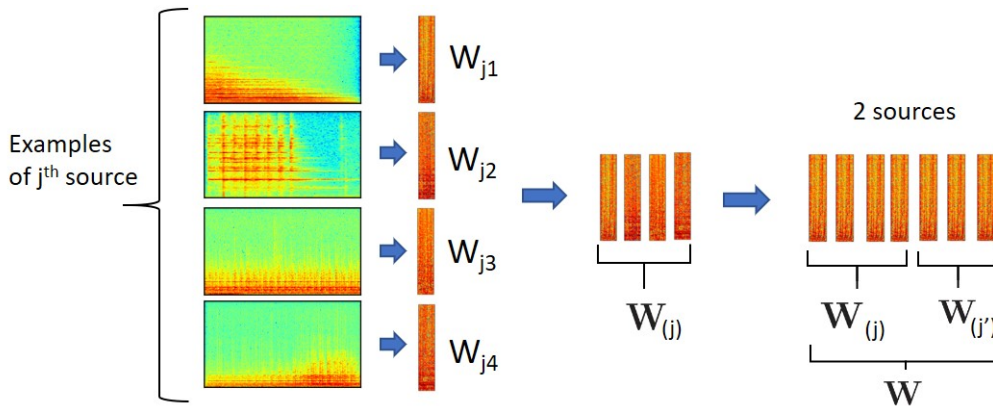 Examples
of jth source
Wj1
Wj2
Wj3
Wj4
W(j)
2 sources
W(j)
W(j')
W